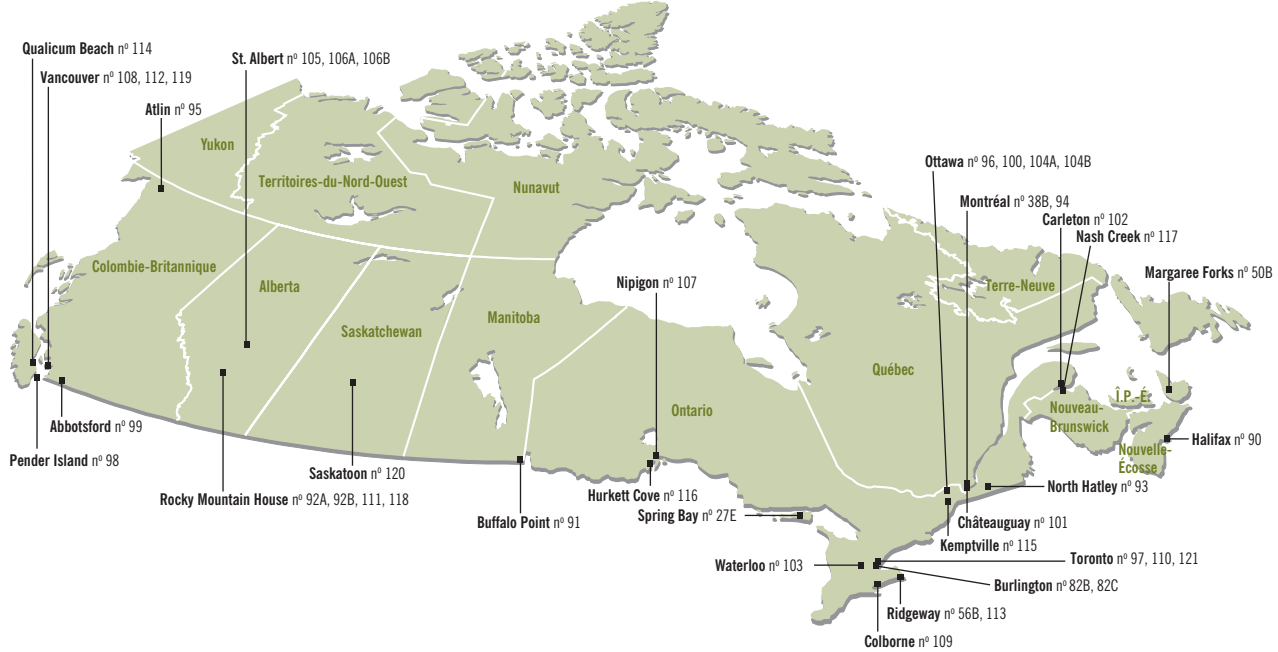 Qualicum Beach nº 114
Vancouver nº 108, 112, 119
St. Albert nº 105, 106A, 106B
Atlin nº 95
Yukon
Territoires-du-Nord-Ouest
Nunavut
Ottawa nº 96, 100, 104A, 104B
Montréal nº 38B, 94
Carleton nº 102
Nash Creek nº 117
Margaree Forks nº 50B
Colombie-Britannique
Alberta
Saskatchewan
Manitoba
Nipigon nº 107
Terre-Neuve
Québec
Ontario
Î.P.-É.
Nouveau-
Brunswick
Nouvelle-
Écosse
Halifax nº 90
Abbotsford nº 99
Pender Island nº 98
Saskatoon nº 120
Rocky Mountain House nº 92A, 92B, 111, 118
Buffalo Point nº 91
Hurkett Cove nº 116
Spring Bay nº 27E
North Hatley nº 93
Châteauguay nº 101
Kemptville nº 115
Waterloo nº 103
Toronto nº 97, 110, 121
Burlington nº 82B, 82C
Ridgeway nº 56B, 113
Colborne nº 109